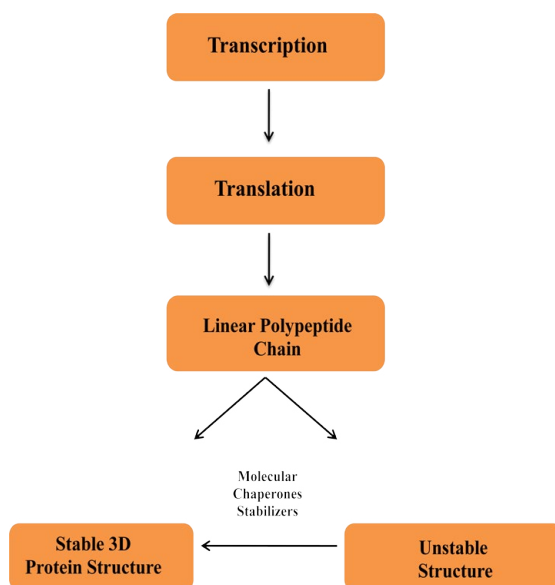 Transcription
Translation
Linear Polypeptide
Chain
Molecular
Chaperones
Stabilizers
Stable 3D
Protein Structure
Unstable
Structure